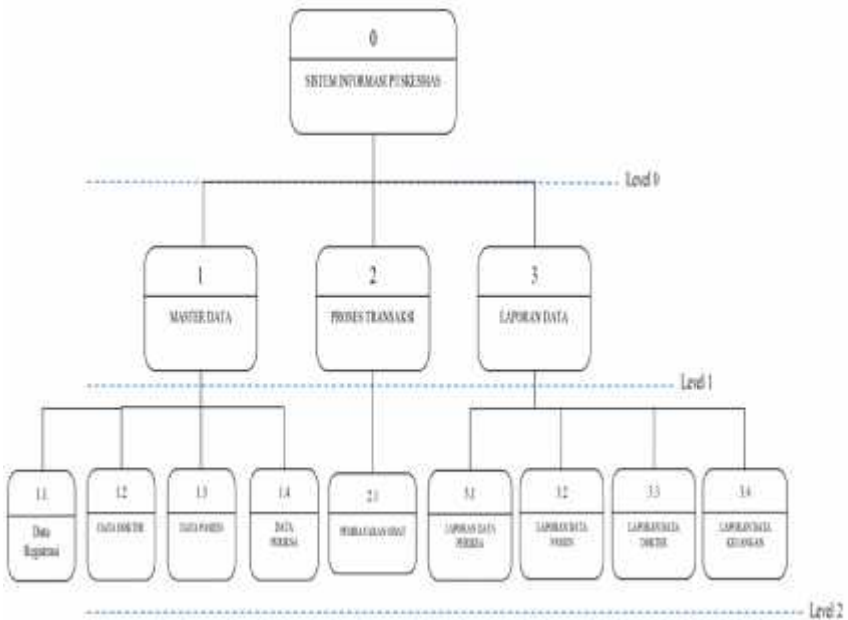 0
SISTEM INFORMASI PUSKESMAS
Level 0
1
2
3
MASTER DATA
PROSES TRANSAKSI
LAPORAN DATA
Level 1
1.1
1.2
1.3
1.4
2.1
3.1
3.2
3.3
3.4
Data
Registrasi
DATA DOKTER
DATA PASIEN
DATA
PERIKSA
PEMBAYARAN OBAT
LAPORAN DATA
PERIKSA
LAPORAN DATA
PASIEN
LAPORAN DATA
DOKTER
LAPORAN DATA
KEUANGAN
Level 2